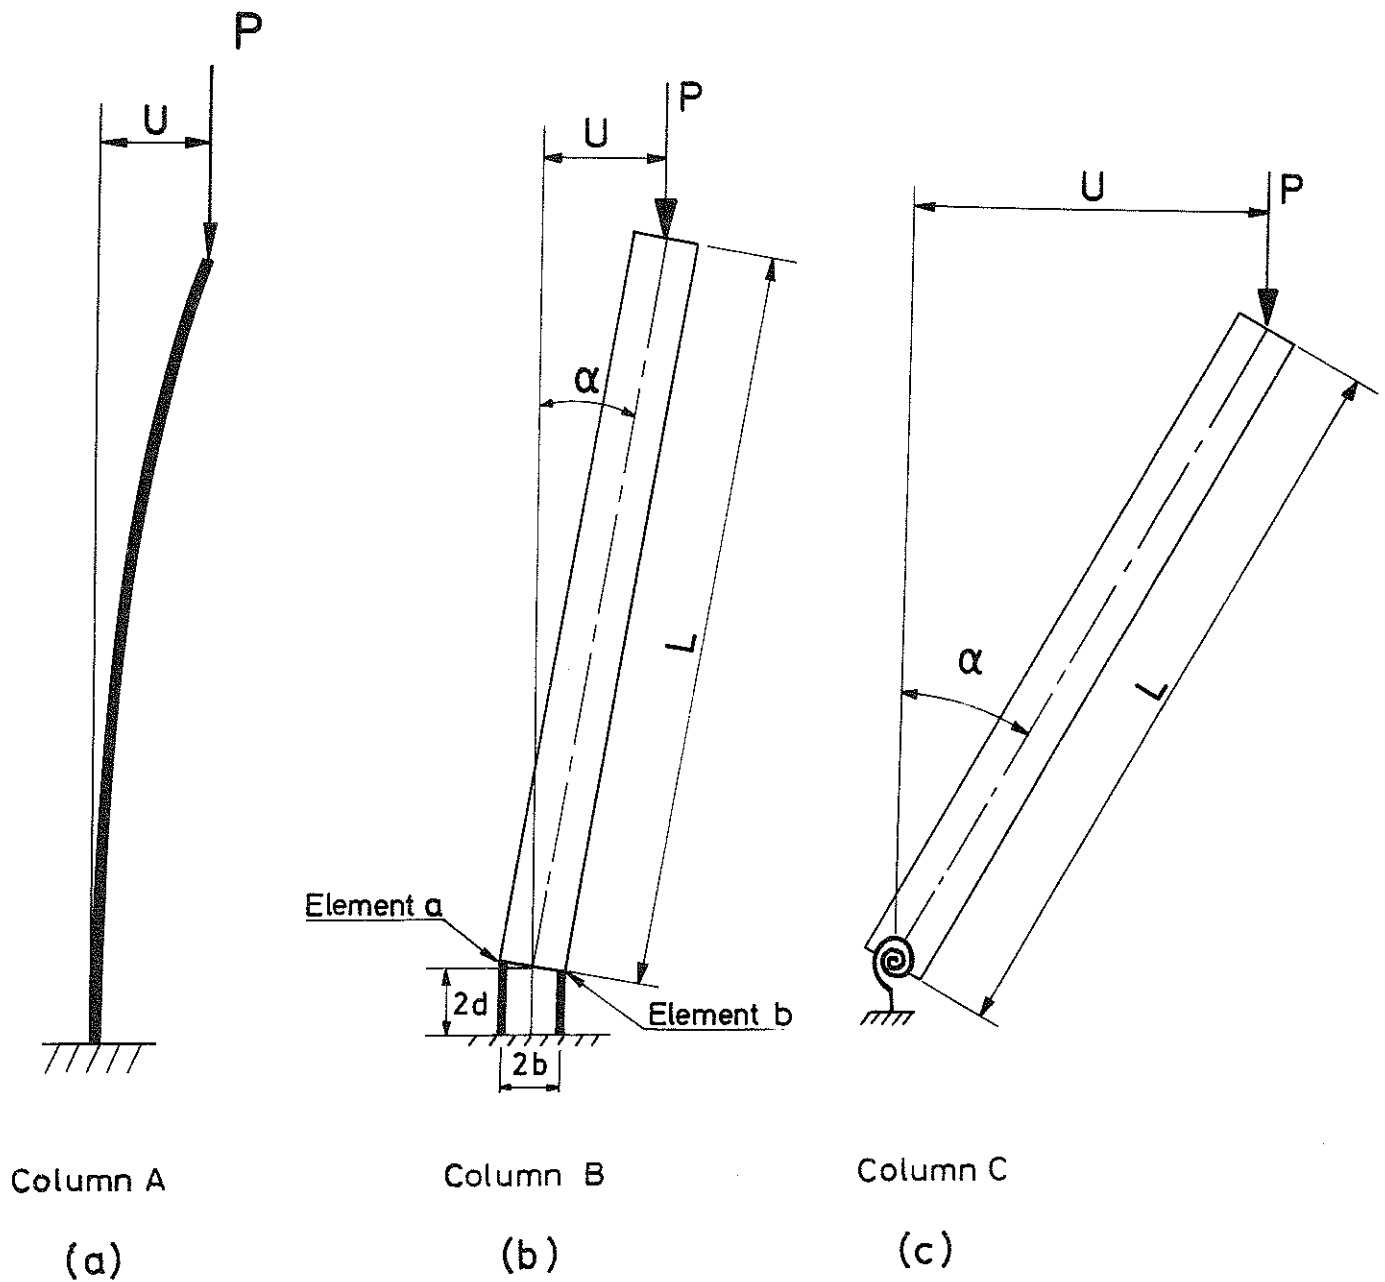 P
U
P
U
U
P
α
α
L
L
Element a
2d
Element b
2b
Column A
Column B
Column C
(a)
(b)
(c)